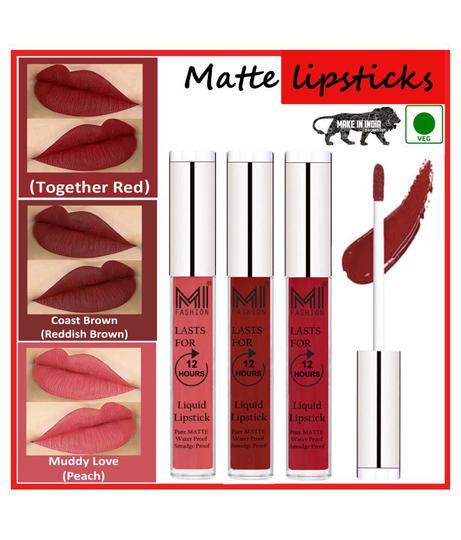 Matte lipsticks
MAKE IN INDIA
VEG
(Together Red)
Coast Brown
(Reddish Brown)
Muddy Love
(Peach)
MI
FASHION
LASTS
FOR
12
HOURS
Liquid
Lipstick
Pure MATTE
Water Proof
Smudge Proof
MI
FASHION
LASTS
FOR
12
HOURS
Liquid
Lipstick
Pure MATTE
Water Proof
Smudge Proof
MI
FASHION
LASTS
FOR
12
HOURS
Liquid
Lipstick
Pure MATTE
Water Proof
Smudge Proof